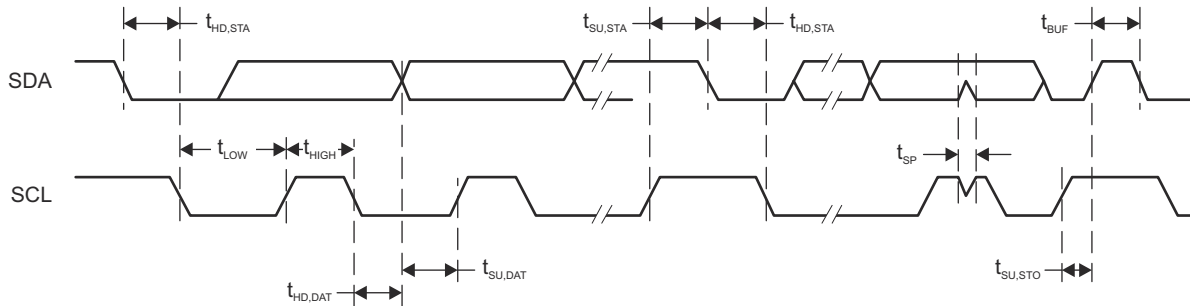 tHD,STA
tSU,STA
tHD,STA
tBUF
SDA
tLOW
tHIGH
tSP
SCL
tSU,DAT
tSU,STO
tHD,DAT